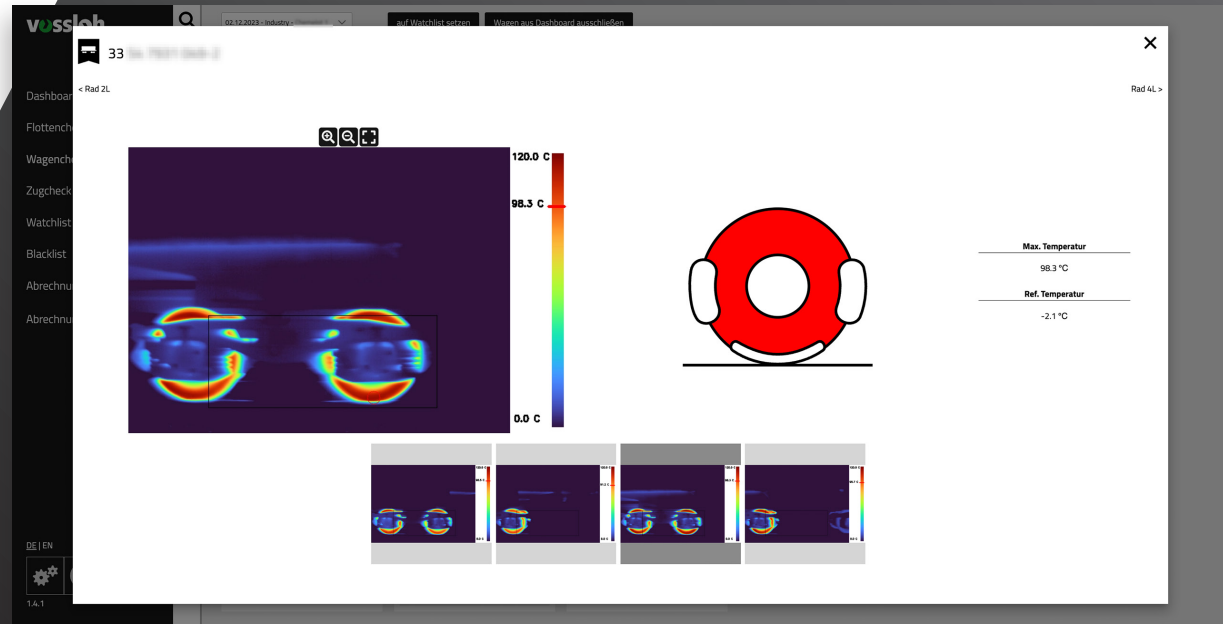 vossloh
02.12.2023 - Industry -
auf Watchlist setzen
Wagen aus Dashboard ausschließen
33
< Rad 2L
Rad 4L >
Dashboar
Flottench
Wagenche
Zugcheck
Watchlist
Blacklist
Abrechnu
Abrechnu
120.0 C
98.3 C
0.0 C
Max. Temperatur
98.3 °C
Ref. Temperatur
-2.1 °C
DE | EN
1.4.1